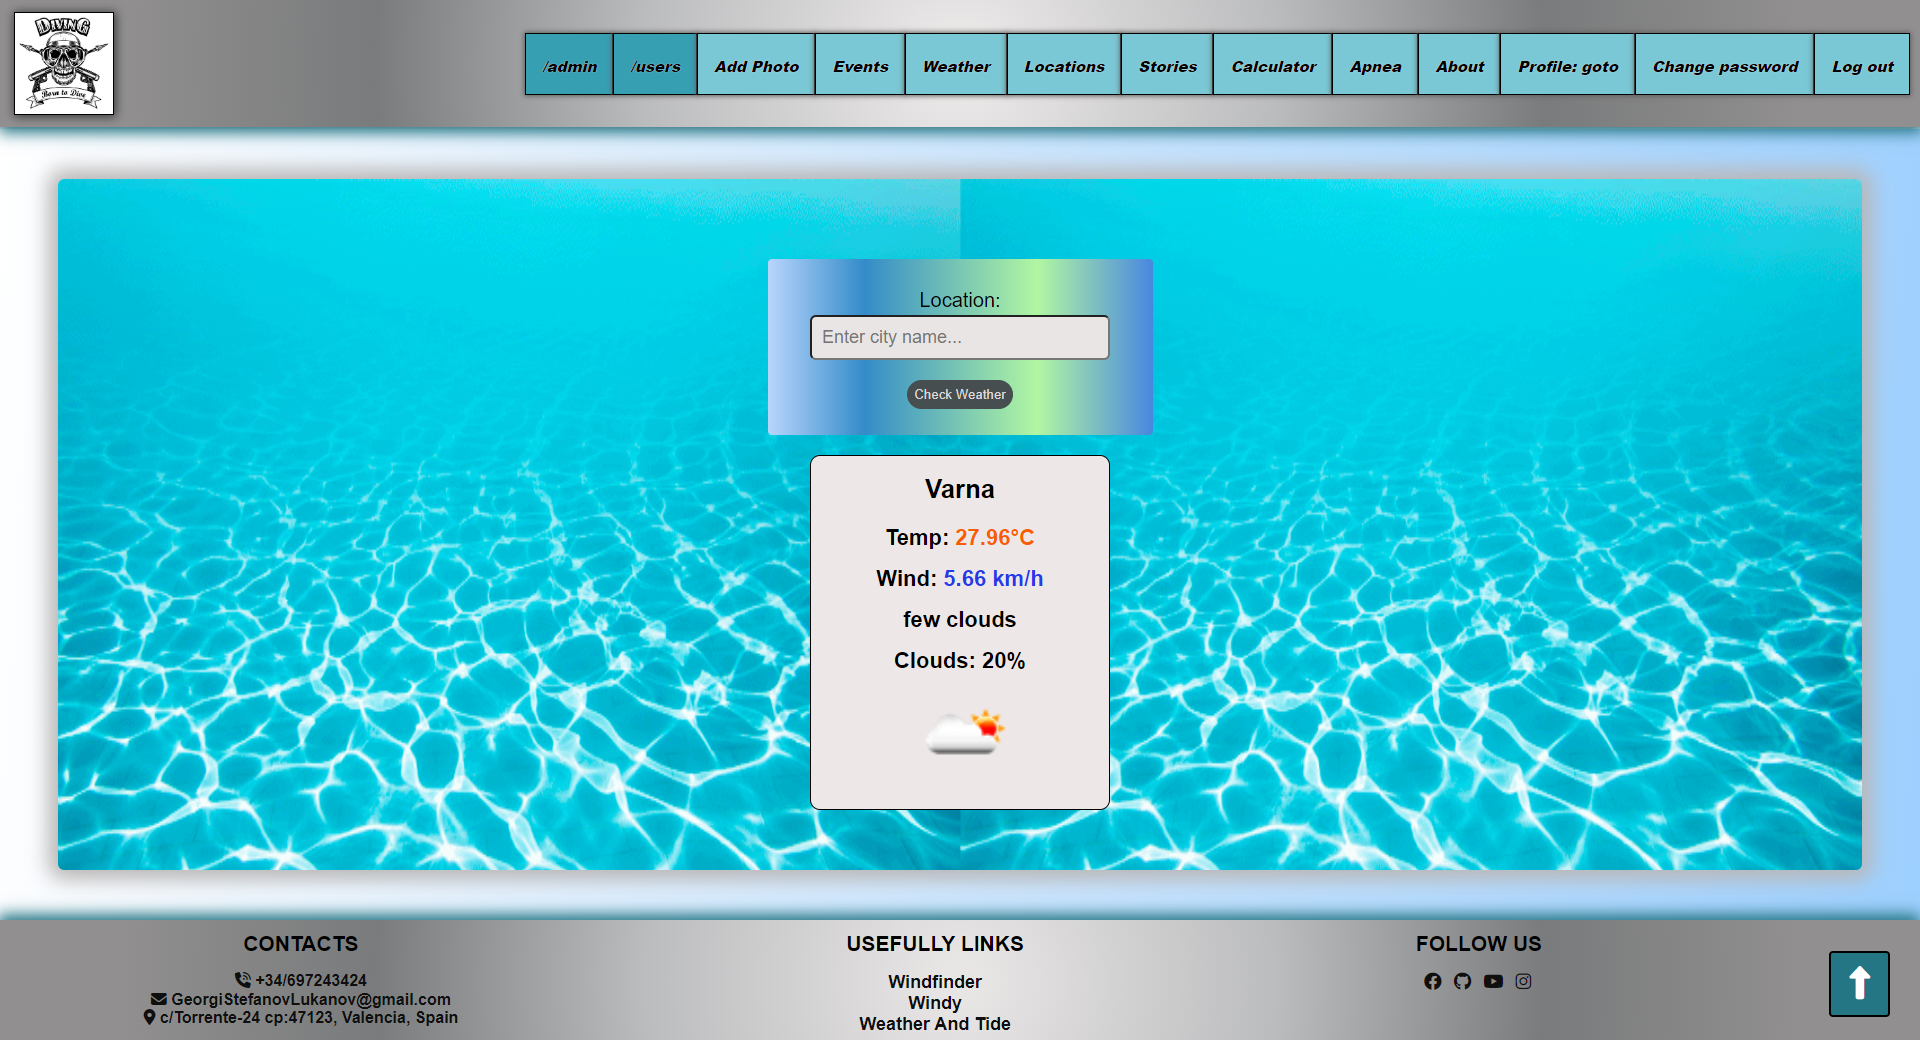 DIVING
Born to Dive
/admin
/users
Add Photo
Events
Weather
Locations
Stories
Calculator
Apnea
About
Profile: goto
Change password
Log out
Location:
Enter city name...
Check Weather
Varna
Temp: 27.96°C
Wind: 5.66 km/h
few clouds
Clouds: 20%
CONTACTS
+34/697243424
GeorgiStefanovLukanov@gmail.com
c/Torrente-24 cp:47123, Valencia, Spain
USEFULLY LINKS
Windfinder
Windy
Weather And Tide
FOLLOW US